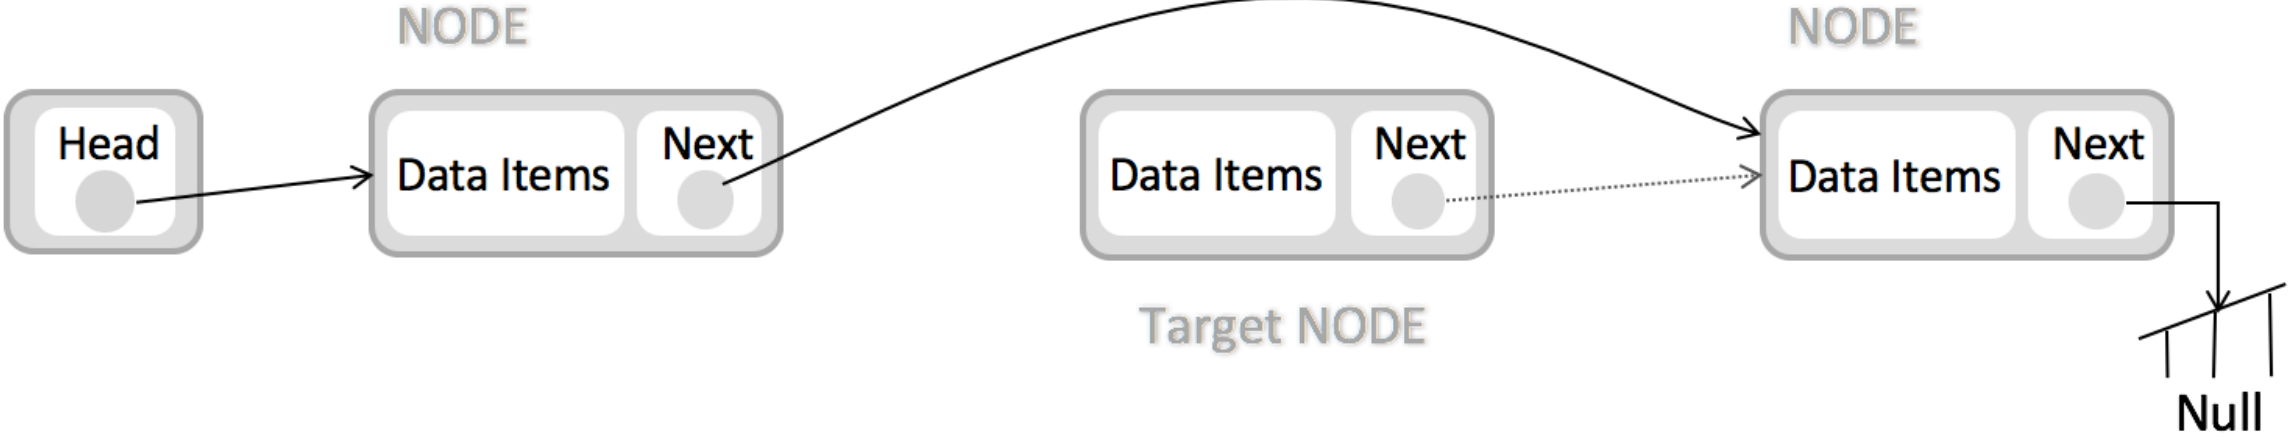 NODE
NODE
Head
Data Items
Next
Data Items
Next
Data Items
Next
Target NODE
Null